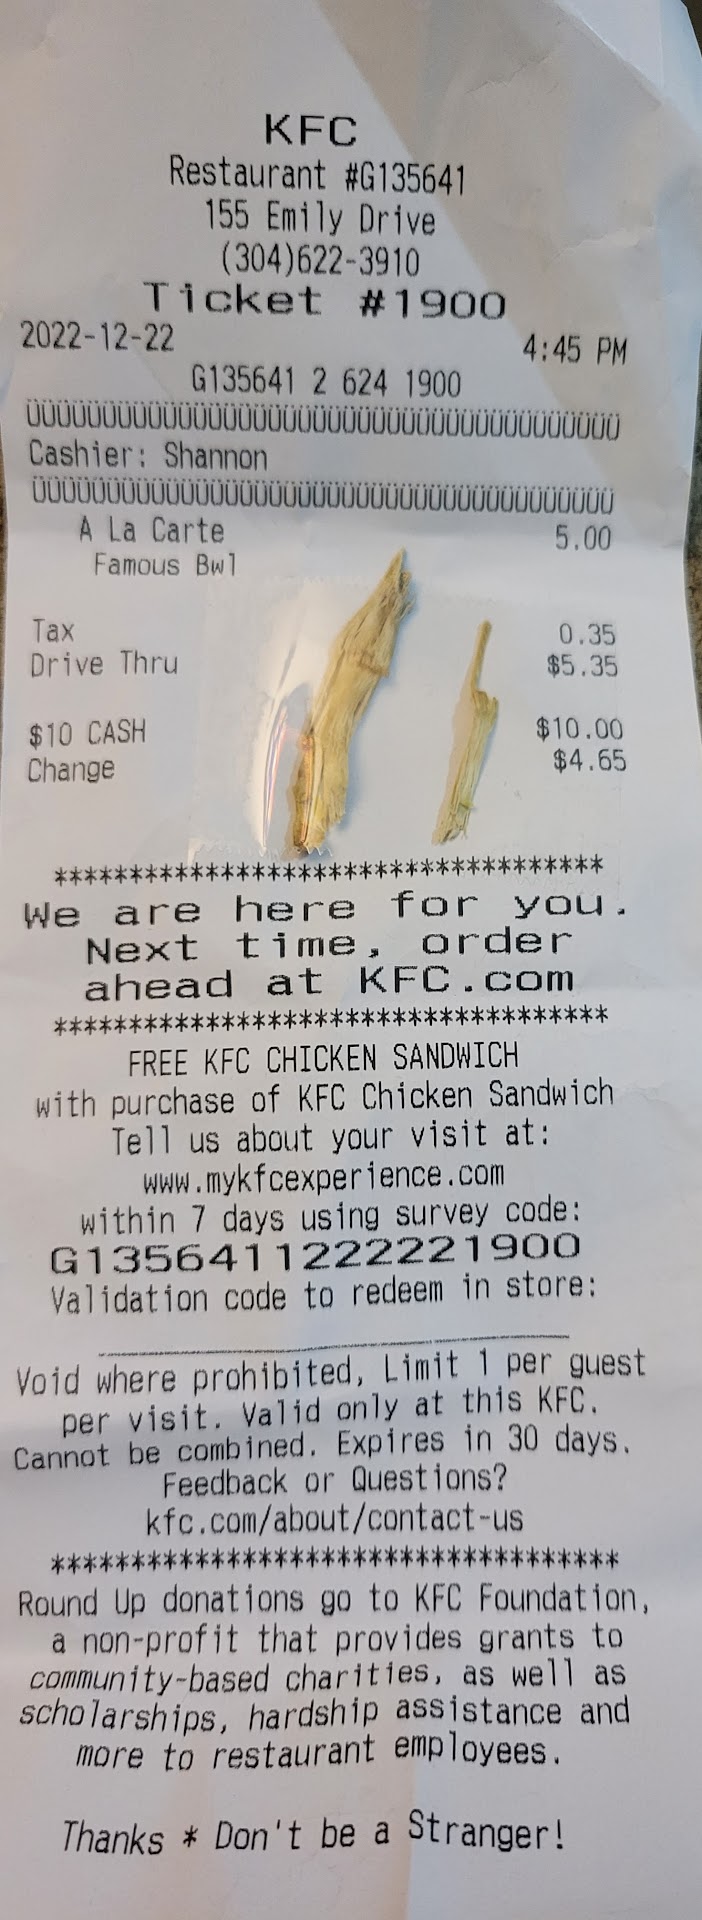 KFC
Restaurant #G135641
155 Emily Drive
(304)622-3910
Ticket #1900
2022-12-22 4:45 PM
G135641 2 624 1900
ÜÜÜÜÜÜÜÜÜÜÜÜÜÜÜÜÜÜÜÜÜÜÜÜÜÜÜÜÜÜÜÜÜÜÜÜÜÜÜ
Cashier: Shannon
ÜÜÜÜÜÜÜÜÜÜÜÜÜÜÜÜÜÜÜÜÜÜÜÜÜÜÜÜÜÜÜÜÜÜÜÜÜÜÜ
A La Carte 5.00
Famous Bwl
Tax 0.35
Drive Thru $5.35
$10 CASH $10.00
Change $4.65
************************************
We are here for you.
Next time, order
ahead at KFC.com
************************************
FREE KFC CHICKEN SANDWICH
with purchase of KFC Chicken Sandwich
Tell us about your visit at:
www.mykfcexperience.com
within 7 days using survey code:
G13564112222221900
Validation code to redeem in store:
Void where prohibited, Limit 1 per guest
per visit. Valid only at this KFC.
Cannot be combined. Expires in 30 days.
Feedback or Questions?
kfc.com/about/contact-us
************************************
Round Up donations go to KFC Foundation,
a non-profit that provides grants to
community-based charities, as well as
scholarships, hardship assistance and
more to restaurant employees.
Thanks * Don't be a Stranger!